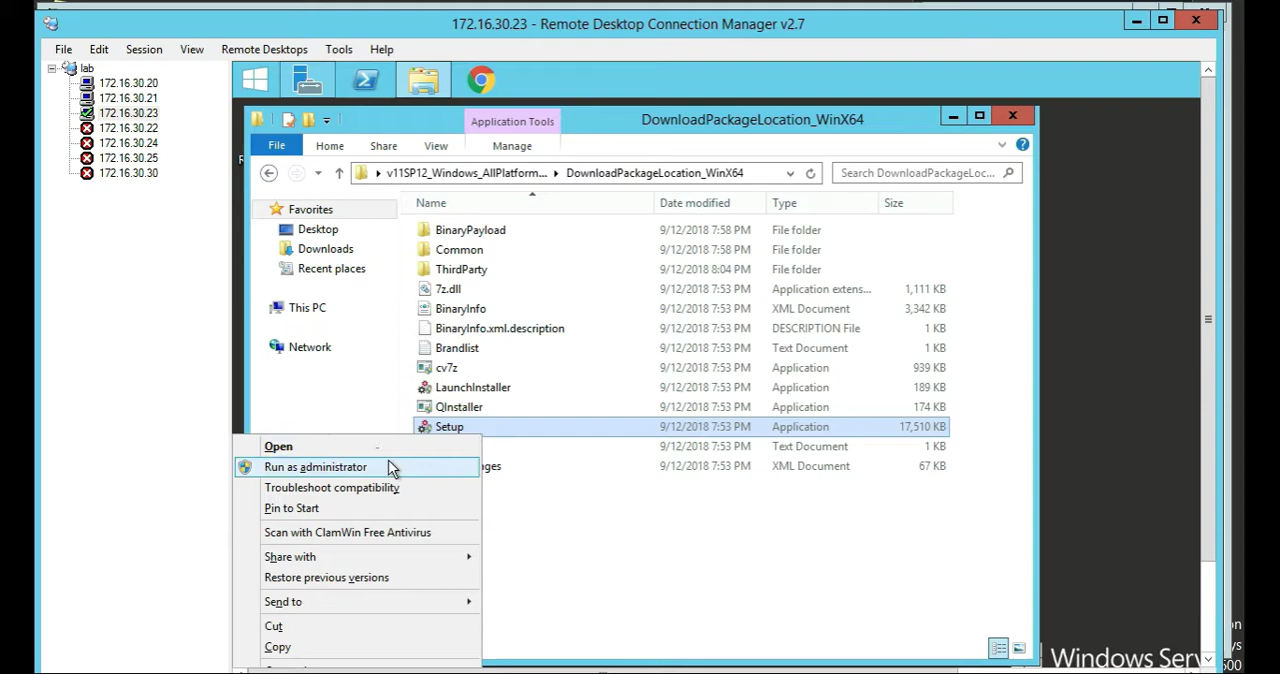 172.16.30.23 - Remote Desktop Connection Manager v2.7
File Edit Session View Remote Desktops Tools Help
lab
172.16.30.20
172.16.30.21
172.16.30.23
172.16.30.22
172.16.30.24
172.16.30.25
172.16.30.30
Application Tools
DownloadPackageLocation_WinX64
File Home Share View Manage
v11SP12_Windows_AllPlatform... DownloadPackageLocation_WinX64
Search DownloadPackageLoc...
Favorites
Desktop
Downloads
Recent places
This PC
Network
Name Date modified Type Size
BinaryPayload 9/12/2018 7:58 PM File folder
Common 9/12/2018 7:58 PM File folder
ThirdParty 9/12/2018 8:04 PM File folder
7z.dll 9/12/2018 7:53 PM Application extens... 1,111 KB
BinaryInfo 9/12/2018 7:53 PM XML Document 3,342 KB
BinaryInfo.xml.description 9/12/2018 7:53 PM DESCRIPTION File 1 KB
Brandlist 9/12/2018 7:53 PM Text Document 1 KB
cv7z 9/12/2018 7:53 PM Application 939 KB
LaunchInstaller 9/12/2018 7:53 PM Application 189 KB
QInstaller 9/12/2018 7:53 PM Application 174 KB
Setup 9/12/2018 7:53 PM Application 17,510 KB
9/12/2018 7:53 PM Text Document 1 KB
ges 9/12/2018 7:53 PM XML Document 67 KB
Open
Run as administrator
Troubleshoot compatibility
Pin to Start
Scan with ClamWin Free Antivirus
Share with
Restore previous versions
Send to
Cut
Copy
Windows Serv
on
ys
500